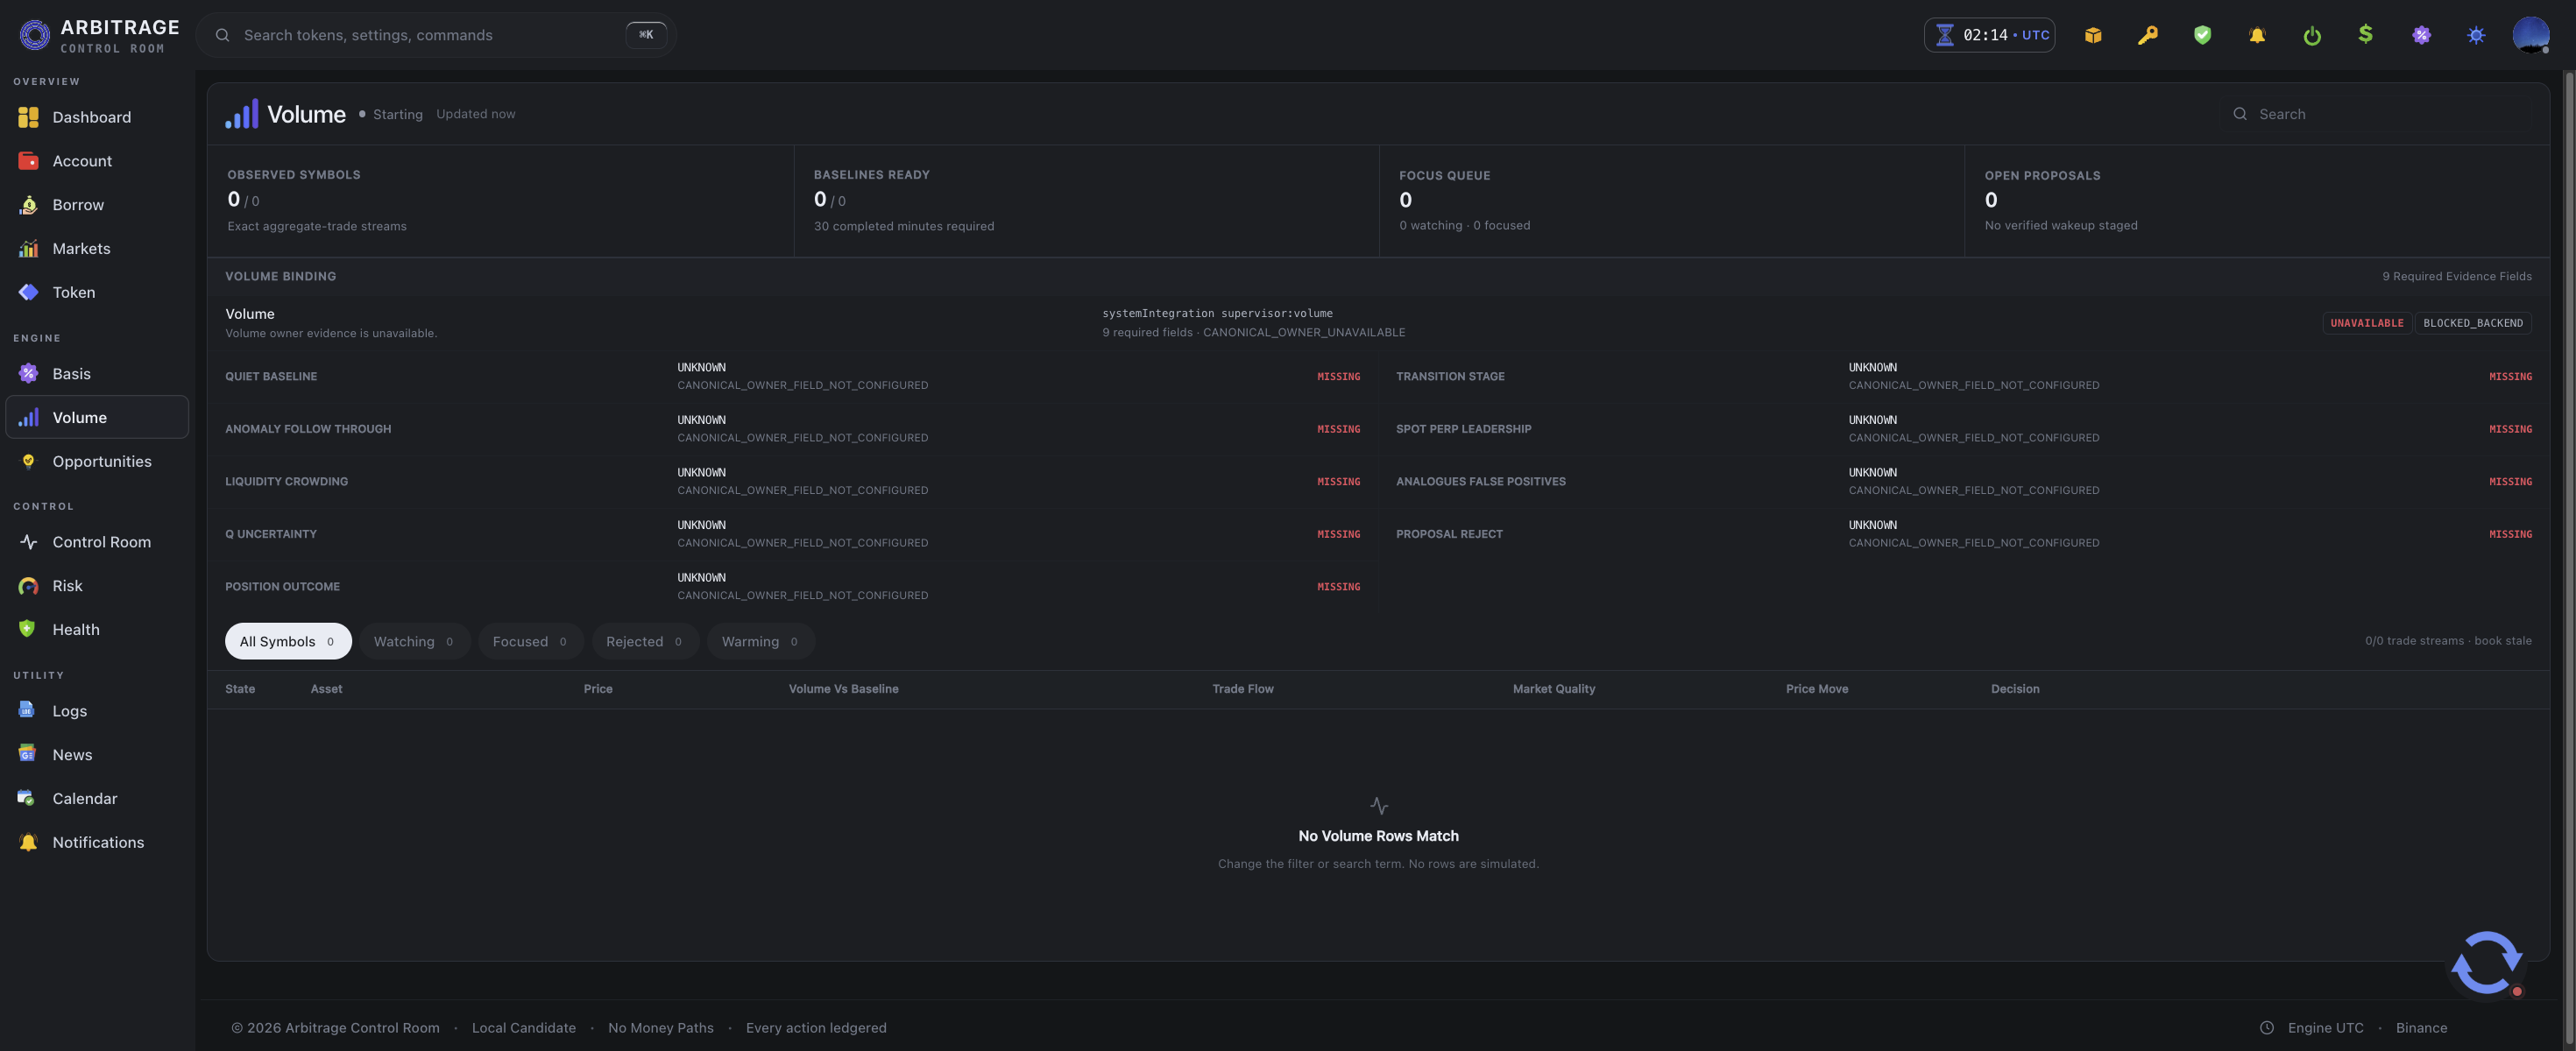 ARBITRAGE
CONTROL ROOM
Search tokens, settings, commands
⌘K
02:14 • UTC
OVERVIEW
Dashboard
Account
Borrow
Markets
Token
ENGINE
Basis
Volume
Opportunities
CONTROL
Control Room
Risk
Health
UTILITY
Logs
News
Calendar
Notifications
Volume
Starting
Updated now
Search
OBSERVED SYMBOLS
0 / 0
Exact aggregate-trade streams
BASELINES READY
0 / 0
30 completed minutes required
FOCUS QUEUE
0
0 watching · 0 focused
OPEN PROPOSALS
0
No verified wakeup staged
VOLUME BINDING
9 Required Evidence Fields
Volume
Volume owner evidence is unavailable.
systemIntegration supervisor:volume
9 required fields · CANONICAL_OWNER_UNAVAILABLE
UNAVAILABLE
BLOCKED_BACKEND
QUIET BASELINE
UNKNOWN
CANONICAL_OWNER_FIELD_NOT_CONFIGURED
MISSING
TRANSITION STAGE
UNKNOWN
CANONICAL_OWNER_FIELD_NOT_CONFIGURED
MISSING
ANOMALY FOLLOW THROUGH
UNKNOWN
CANONICAL_OWNER_FIELD_NOT_CONFIGURED
MISSING
SPOT PERP LEADERSHIP
UNKNOWN
CANONICAL_OWNER_FIELD_NOT_CONFIGURED
MISSING
LIQUIDITY CROWDING
UNKNOWN
CANONICAL_OWNER_FIELD_NOT_CONFIGURED
MISSING
ANALOGUES FALSE POSITIVES
UNKNOWN
CANONICAL_OWNER_FIELD_NOT_CONFIGURED
MISSING
Q UNCERTAINTY
UNKNOWN
CANONICAL_OWNER_FIELD_NOT_CONFIGURED
MISSING
PROPOSAL REJECT
UNKNOWN
CANONICAL_OWNER_FIELD_NOT_CONFIGURED
MISSING
POSITION OUTCOME
UNKNOWN
CANONICAL_OWNER_FIELD_NOT_CONFIGURED
MISSING
All Symbols 0
Watching 0
Focused 0
Rejected 0
Warming 0
0/0 trade streams · book stale
State
Asset
Price
Volume Vs Baseline
Trade Flow
Market Quality
Price Move
Decision
No Volume Rows Match
Change the filter or search term. No rows are simulated.
© 2026 Arbitrage Control Room · Local Candidate · No Money Paths · Every action ledgered
Engine UTC · Binance